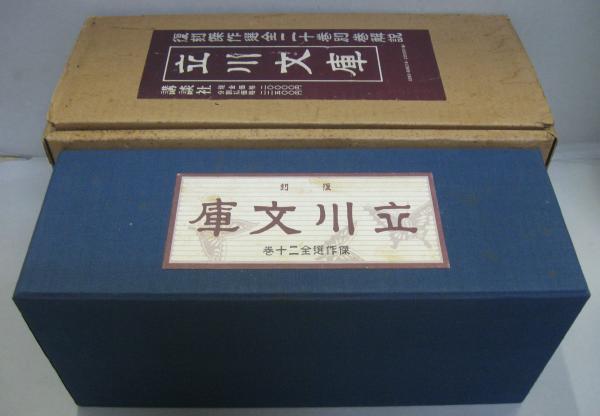 復刻傑作選全二十巻別巻解説
立川文庫
講談社
復刻
立川文庫
傑作選全二十巻